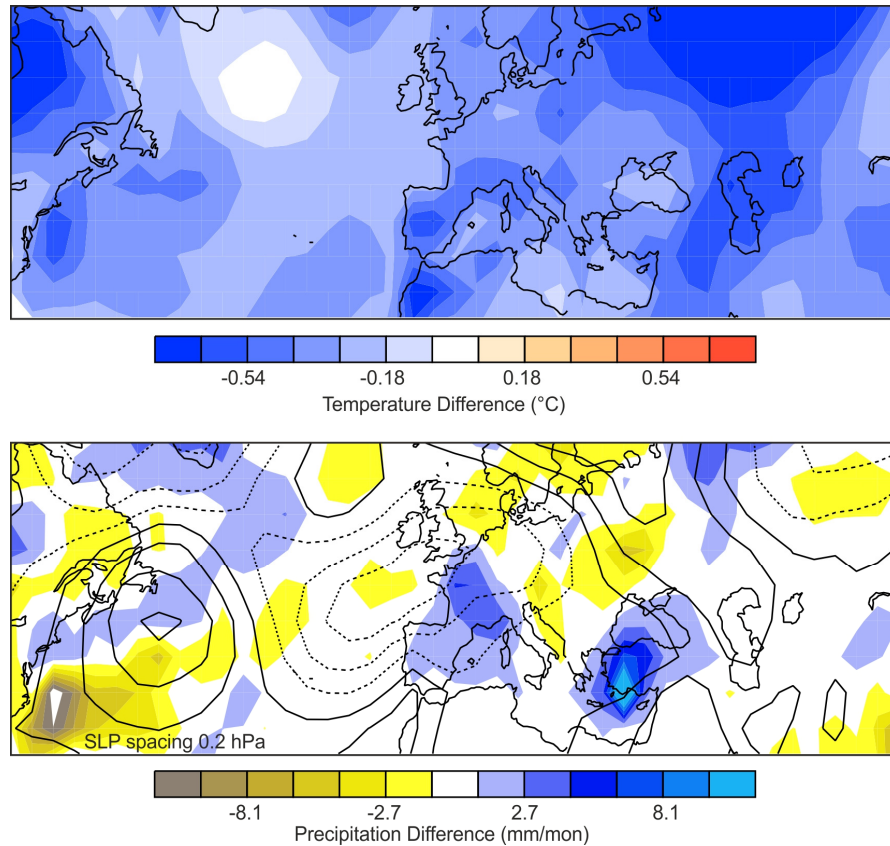 -0.54 -0.18 0.18 0.54
Temperature Difference (°C)
SLP spacing 0.2 hPa
-8.1 -2.7 2.7 8.1
Precipitation Difference (mm/mon)